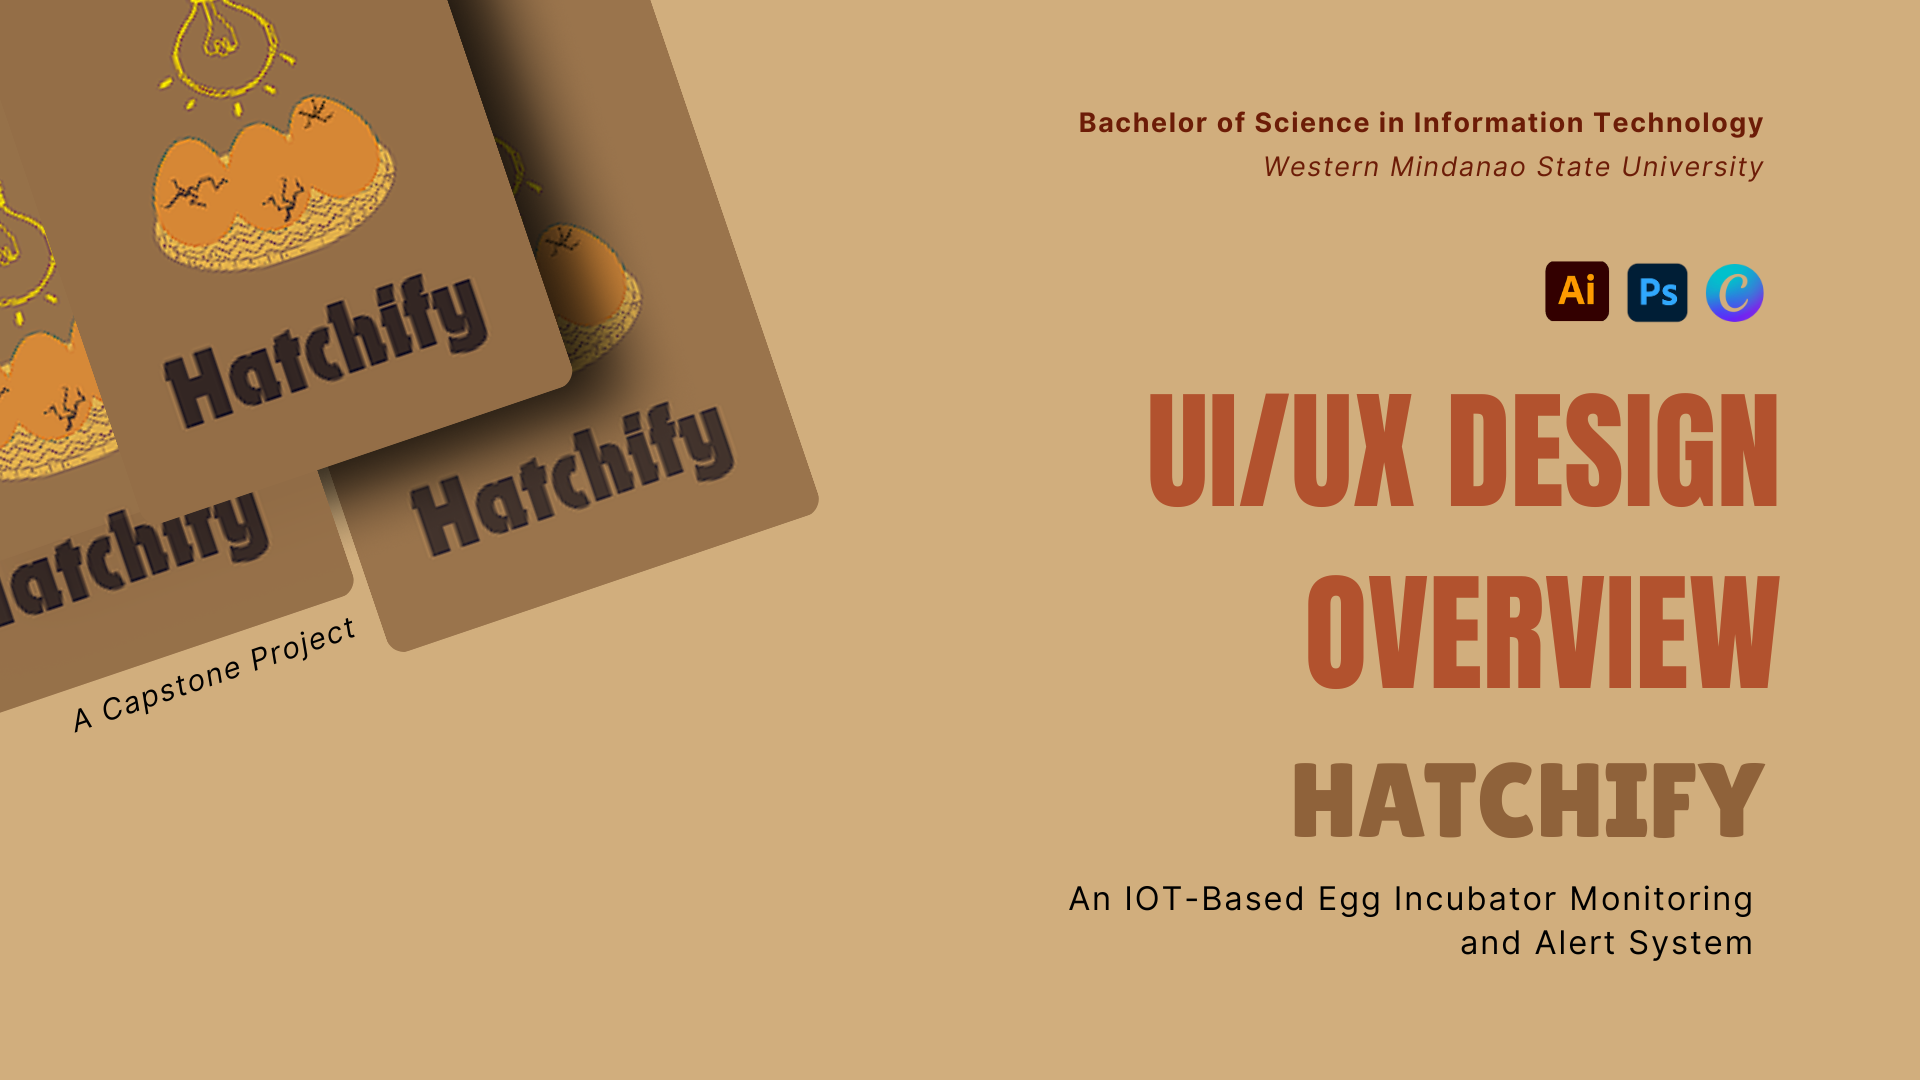 Bachelor of Science in Information Technology
Western Mindanao State University
Ai Ps C
UI/UX DESIGN
OVERVIEW
HATCHIFY
An IOT-Based Egg Incubator Monitoring
and Alert System
Hatchify
Hatchify
Hatchify
A Capstone Project